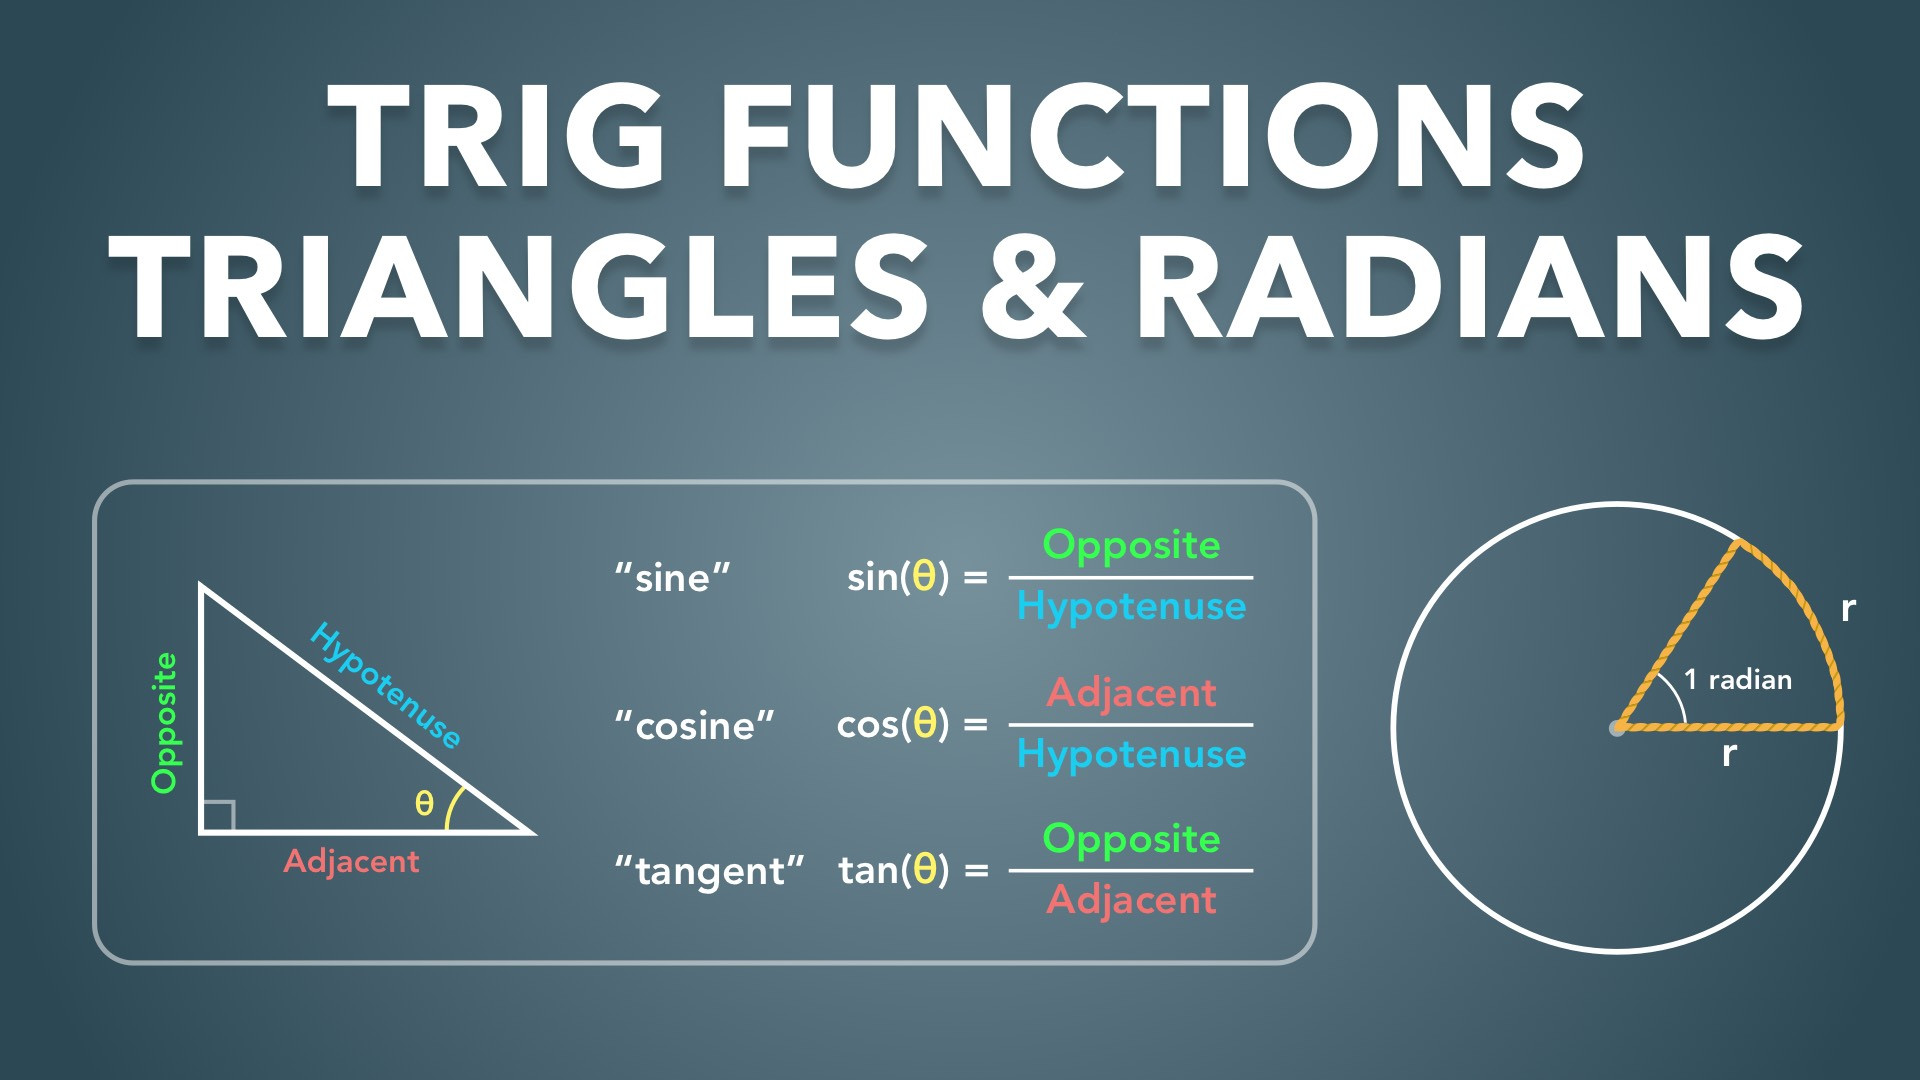 TRIG FUNCTIONS
TRIANGLES & RADIANS
Opposite
Hypotenuse
θ
Adjacent
“sine” sin(θ) = Opposite
Hypotenuse
“cosine” cos(θ) = Adjacent
Hypotenuse
“tangent” tan(θ) = Opposite
Adjacent
r
1 radian
r